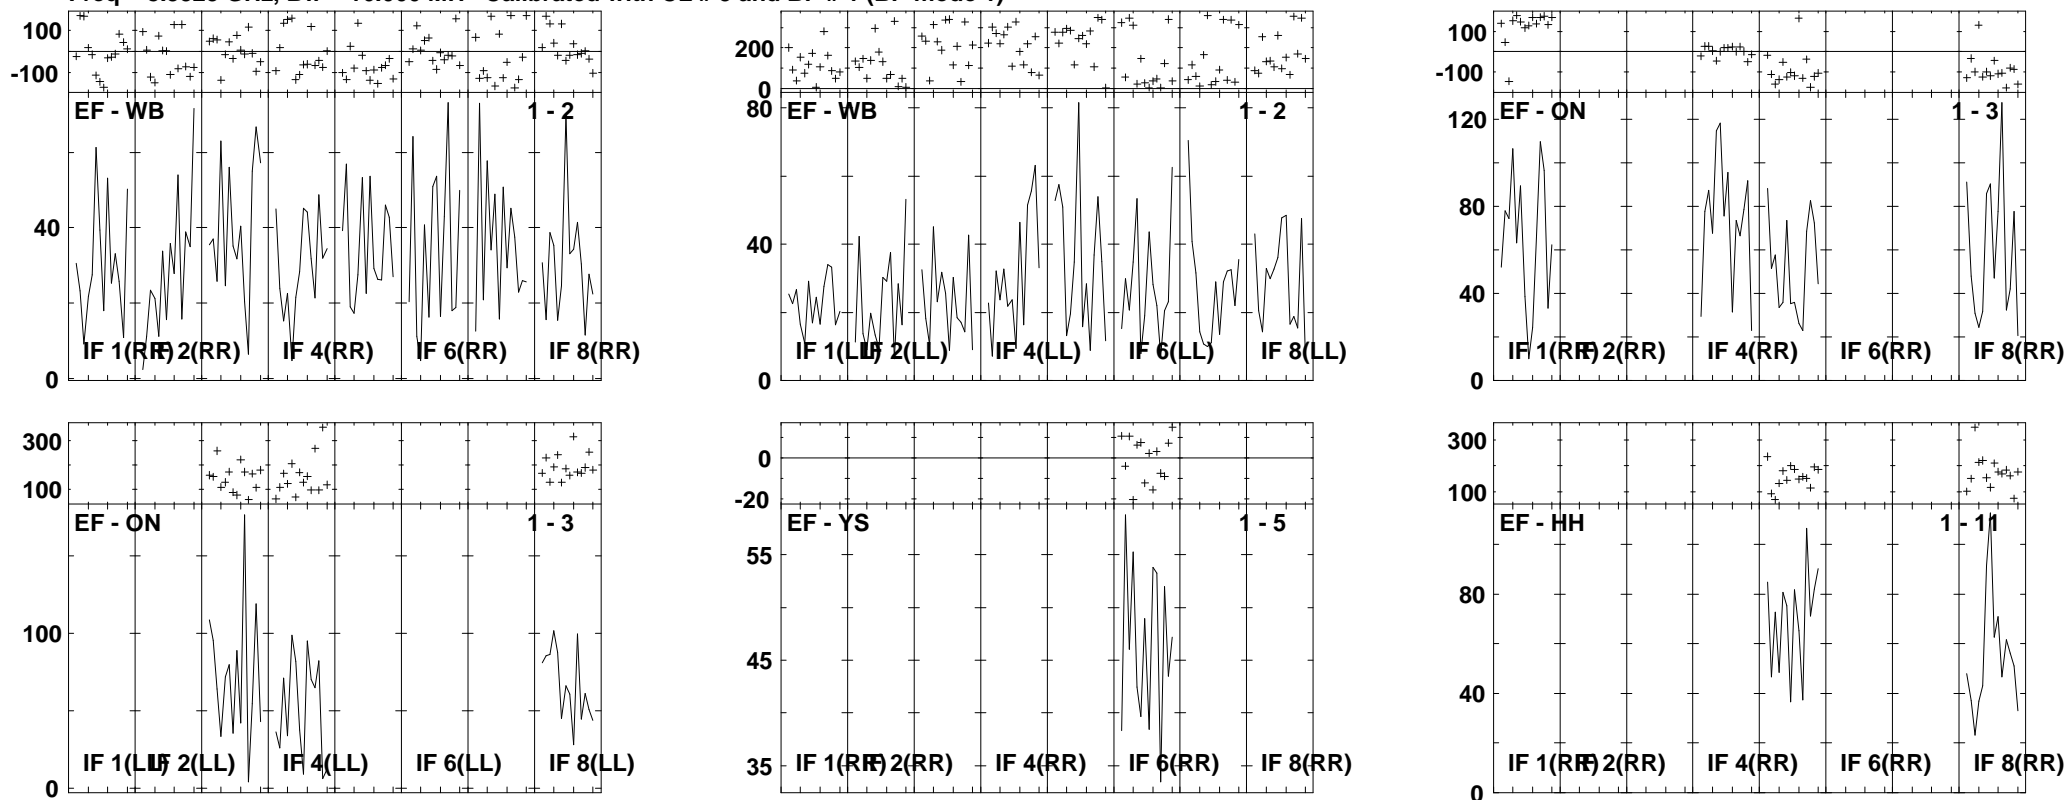 100
-100
EF - WB 1 - 2
40
0
IF 1(RR) IF 2(RR) IF 4(RR) IF 6(RR) IF 8(RR)
200
0
80
EF - WB 1 - 2
40
0
IF 1(LL) IF 2(LL) IF 4(LL) IF 6(LL) IF 8(LL)
100
-100
EF - ON 1 - 3
120
80
40
0
IF 1(RR) IF 2(RR) IF 4(RR) IF 6(RR) IF 8(RR)
300
100
EF - ON 1 - 3
100
0
IF 1(LL) IF 2(LL) IF 4(LL) IF 6(LL) IF 8(LL)
0
-20
EF - YS 1 - 5
55
45
35
IF 1(RR) IF 2(RR) IF 4(RR) IF 6(RR) IF 8(RR)
300
100
EF - HH 1 - 11
80
40
0
IF 1(RR) IF 2(RR) IF 4(RR) IF 6(RR) IF 8(RR)